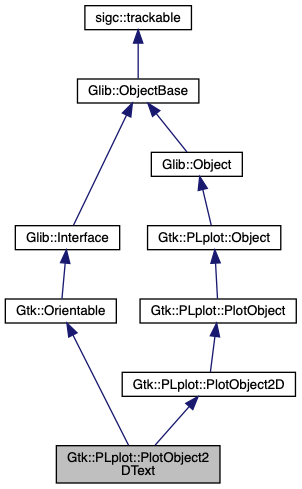 sigc::trackable
Glib::ObjectBase
Glib::Object
Glib::Interface
Gtk::PLplot::Object
Gtk::Orientable
Gtk::PLplot::PlotObject
Gtk::PLplot::PlotObject2D
Gtk::PLplot::PlotObject2
DText